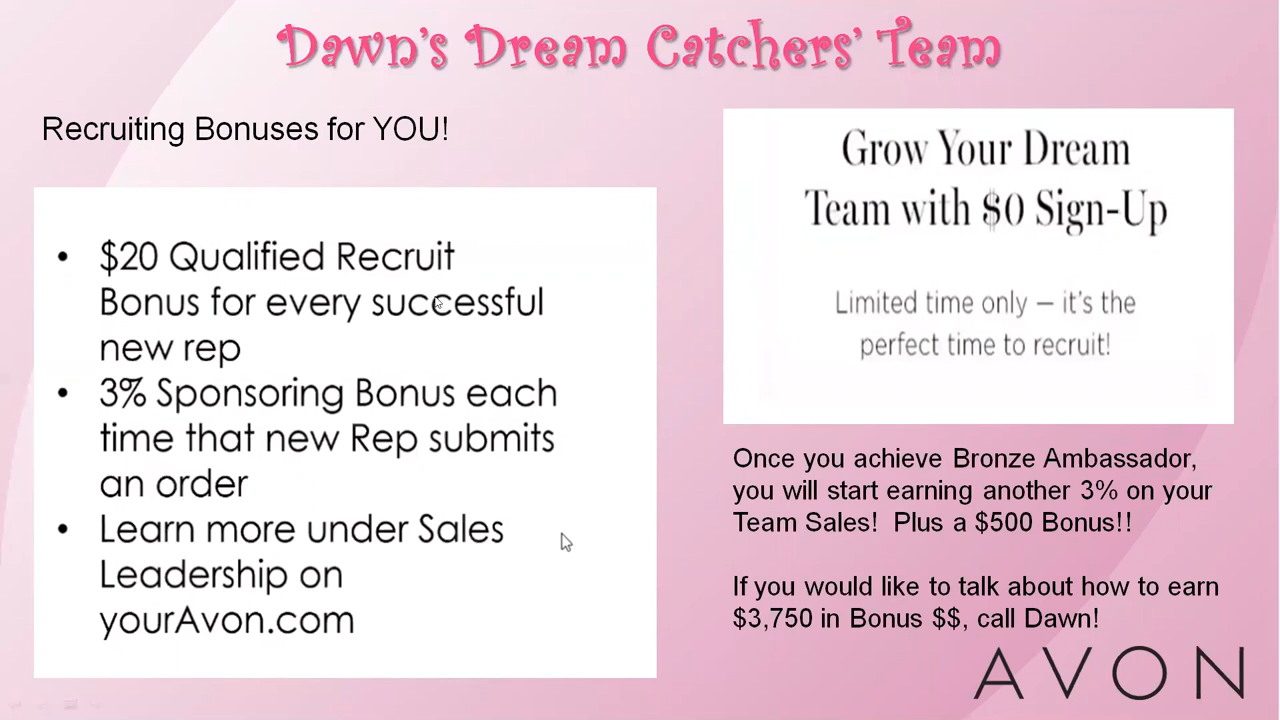 Dawn's Dream Catchers' Team
Recruiting Bonuses for YOU!
• $20 Qualified Recruit
Bonus for every successful
new rep
• 3% Sponsoring Bonus each
time that new Rep submits
an order
• Learn more under Sales
Leadership on
yourAvon.com
Grow Your Dream
Team with $0 Sign-Up
Limited time only – it's the
perfect time to recruit!
Once you achieve Bronze Ambassador,
you will start earning another 3% on your
Team Sales!  Plus a $500 Bonus!!
If you would like to talk about how to earn
$3,750 in Bonus $$, call Dawn!
AVON